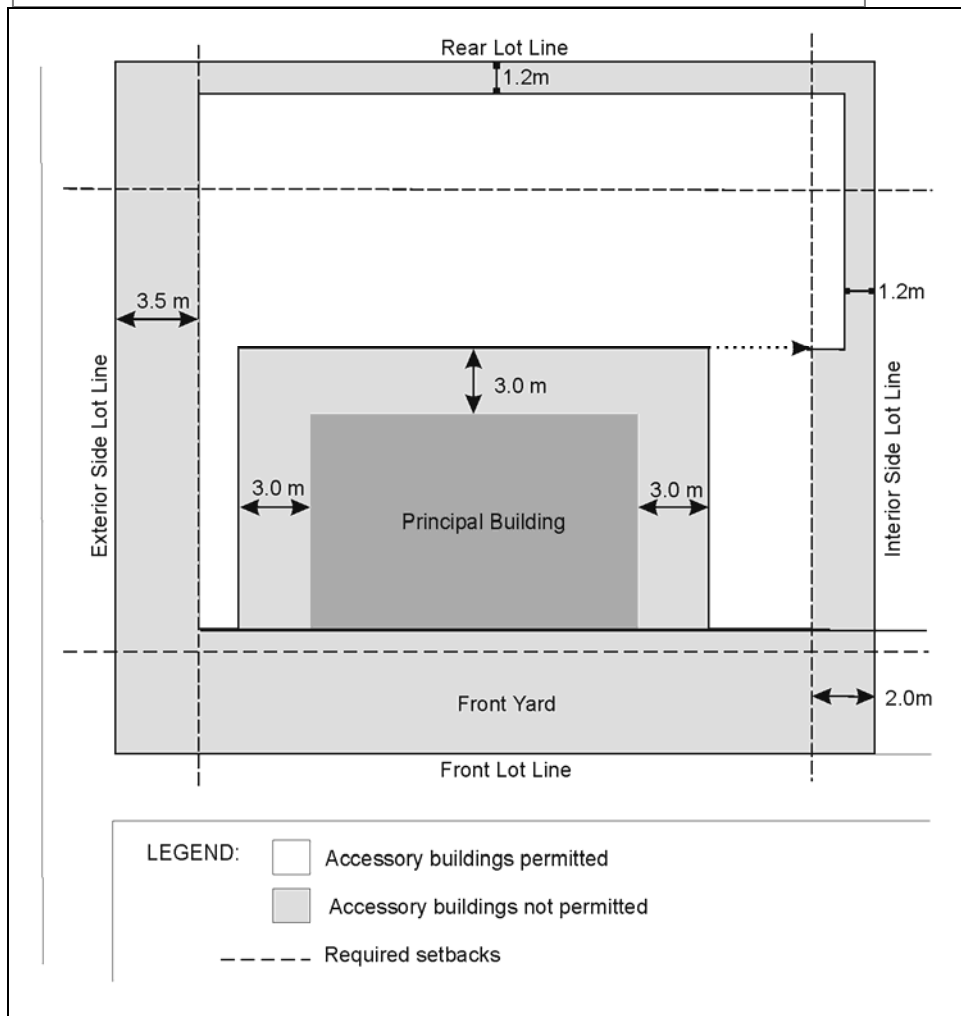 Rear Lot Line
1.2m
3.5 m
1.2m
3.0 m
Exterior Side Lot Line
Interior Side Lot Line
3.0 m
3.0 m
Principal Building
Front Yard
2.0m
Front Lot Line
LEGEND:
Accessory buildings permitted
Accessory buildings not permitted
Required setbacks